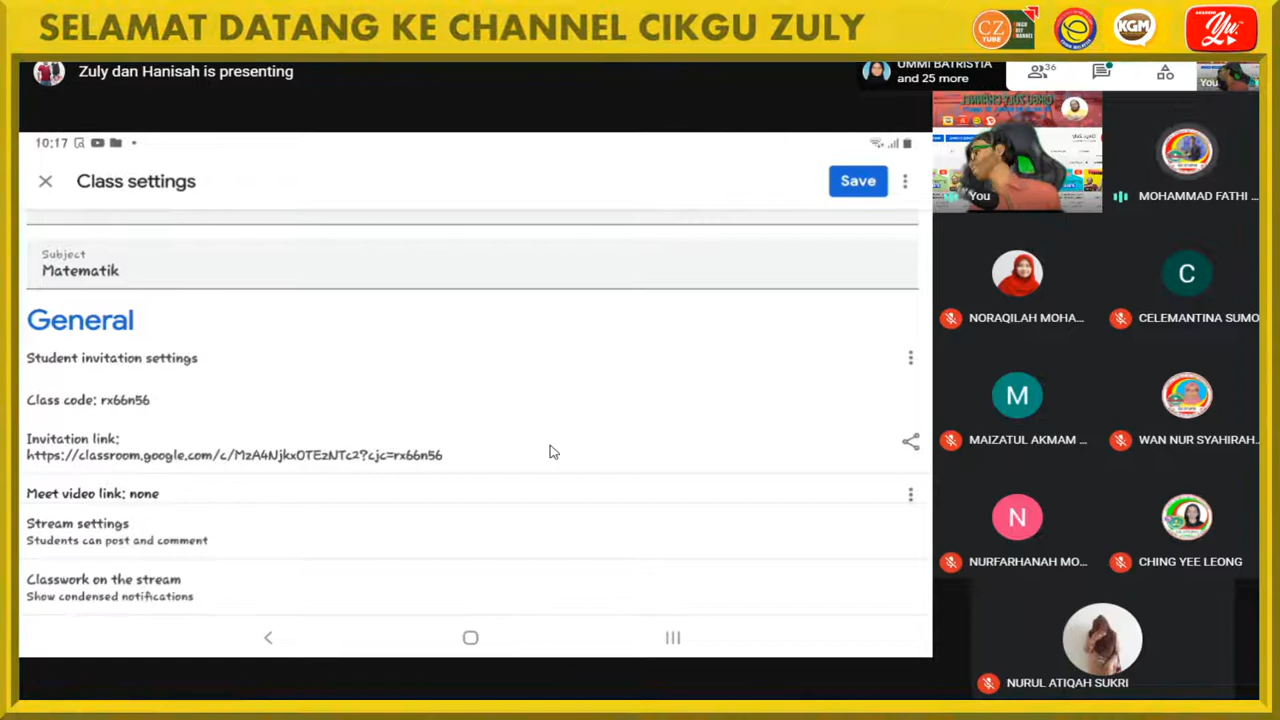 SELAMAT DATANG KE CHANNEL CIKGU ZULY
CZ
TUBE
KGM
Yu
Zuly dan Hanisah is presenting
UMMI BATRISYIA
and 25 more
36
You
10:17
Class settings
Save
Subject
Matematik
General
Student invitation settings
Class code: rx66n56
Invitation link:
https://classroom.google.com/c/MzA4NjkxOTEzNTc2?cjc=rx66n56
Meet video link: none
Stream settings
Students can post and comment
Classwork on the stream
Show condensed notifications
You
MOHAMMAD FATHI ...
NORAQILAH MOHA...
C
CELEMANTINA SUMO
M
MAIZATUL AKMAM ...
WAN NUR SYAHIRAH...
N
NURFARHANAH MO...
CHING YEE LEONG
NURUL ATIQAH SUKRI